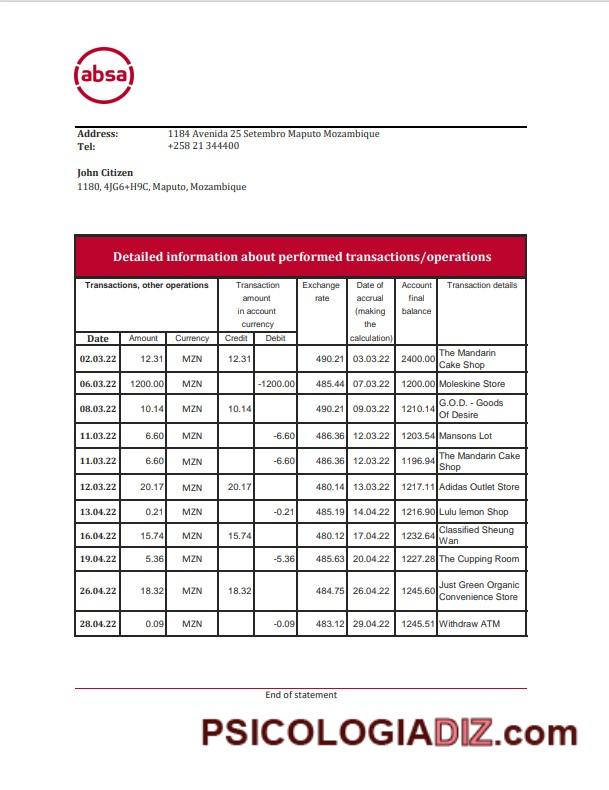 absa
Address: 1184 Avenida 25 Setembro Maputo Mozambique
Tel: +258 21 344400
John Citizen
1180, 4JG6+H9C, Maputo, Mozambique
Detailed information about performed transactions/operations
Transactions, other operations
Transaction
amount
in account
currency
Exchange
rate
Date of
accrual
(making
the
calculation)
Account
final
balance
Transaction details
Date Amount Currency Credit Debit
02.03.22 12.31 MZN 12.31 490.21 03.03.22 2400.00 The Mandarin
Cake Shop
06.03.22 1200.00 MZN -1200.00 485.44 07.03.22 1200.00 Moleskine Store
08.03.22 10.14 MZN 10.14 490.21 09.03.22 1210.14 G.O.D. - Goods
Of Desire
11.03.22 6.60 MZN -6.60 486.36 12.03.22 1203.54 Mansons Lot
11.03.22 6.60 MZN -6.60 486.36 12.03.22 1196.94 The Mandarin Cake
Shop
12.03.22 20.17 MZN 20.17 480.14 13.03.22 1217.11 Adidas Outlet Store
13.04.22 0.21 MZN -0.21 485.19 14.04.22 1216.90 Lulu lemon Shop
16.04.22 15.74 MZN 15.74 480.12 17.04.22 1232.64 Classified Sheung
Wan
19.04.22 5.36 MZN -5.36 485.63 20.04.22 1227.28 The Cupping Room
26.04.22 18.32 MZN 18.32 484.75 26.04.22 1245.60 Just Green Organic
Convenience Store
28.04.22 0.09 MZN -0.09 483.12 29.04.22 1245.51 Withdraw ATM
End of statement
PSICOLOGIADIZ.com